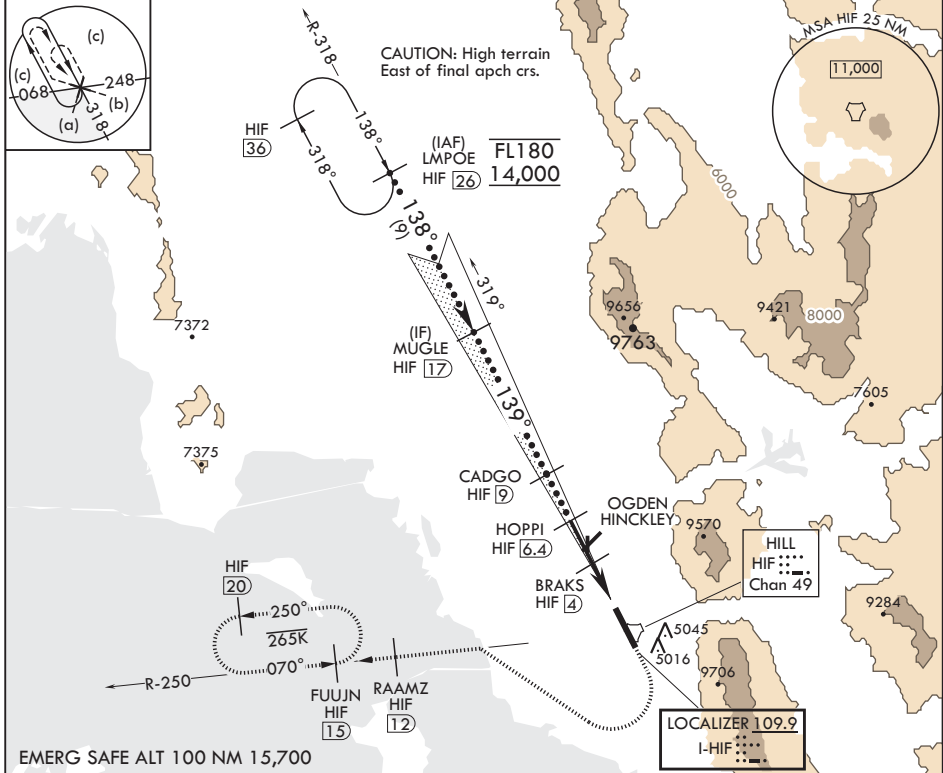 (c)
(c)
068
248
(b)
(a)
318
R-318
CAUTION: High terrain
East of final apch crs.
MSA HIF 25 NM
11,000
HIF
36
138°
318°
(IAF)
LMPOE
HIF 26
FL180
14,000
138°
(9)
6000
319°
7372
(IF)
MUGLE
HIF 17
9656
9763
9421
8000
139°
7605
7375
CADGO
HIF 9
OGDEN
HINCKLEY
HOPPI
HIF 6.4
9570
HILL
HIF
Chan 49
HIF
20
BRAKS
HIF 4
250°
265K
070°
9284
5045
5016
R-250
FUUJN
HIF
15
RAAMZ
HIF
12
9706
LOCALIZER 109.9
I-HIF
EMERG SAFE ALT 100 NM 15,700